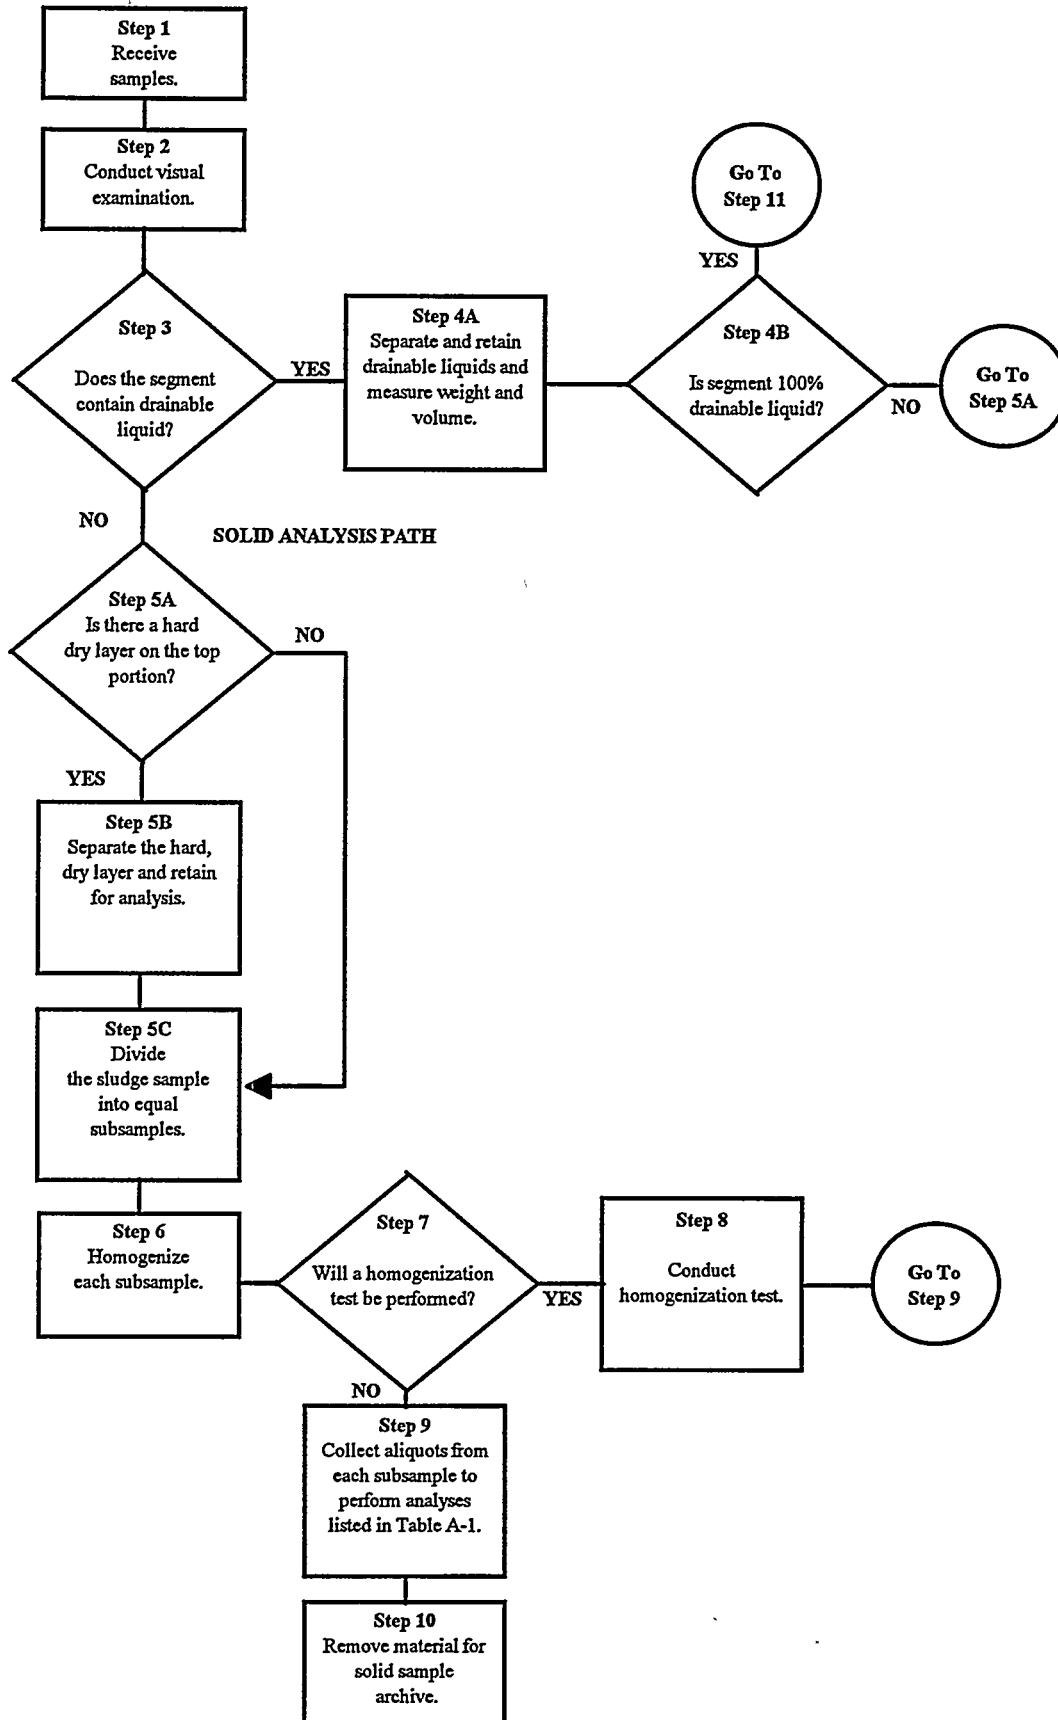 Step 1
Receive
samples.
Step 2
Conduct visual
examination.
Step 3
Does the segment
contain drainable
liquid?
YES
Step 4A
Separate and retain
drainable liquids and
measure weight and
volume.
Go To
Step 11
YES
Step 4B
Is segment 100%
drainable liquid?
NO
Go To
Step 5A
NO
SOLID ANALYSIS PATH
Step 5A
Is there a hard
dry layer on the top
portion?
NO
YES
Step 5B
Separate the hard,
dry layer and retain
for analysis.
Step 5C
Divide
the sludge sample
into equal
subsamples.
Step 6
Homogenize
each subsample.
Step 7
Will a homogenization
test be performed?
YES
Step 8
Conduct
homogenization test.
Go To
Step 9
NO
Step 9
Collect aliquots from
each subsample to
perform analyses
listed in Table A-1.
Step 10
Remove material for
solid sample
archive.